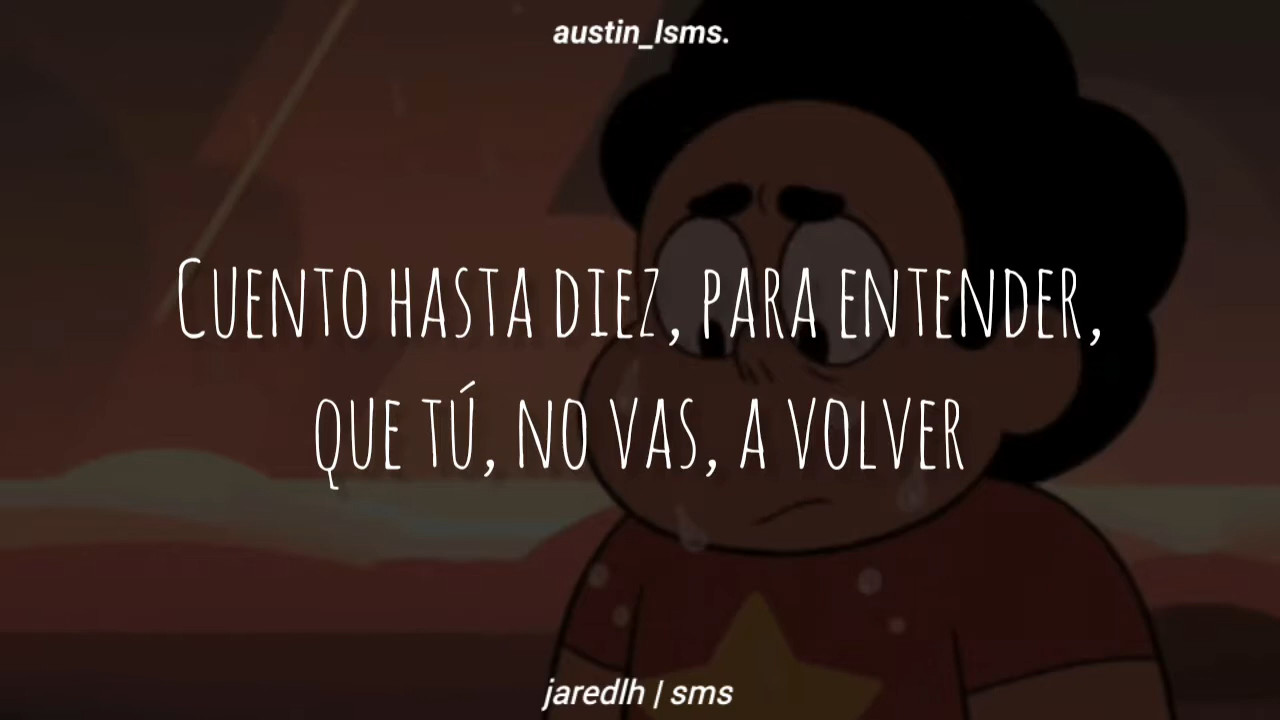 austin_lsms.
Cuento hasta diez, para entender,
que tú, no vas, a volver
jaredlh | sms